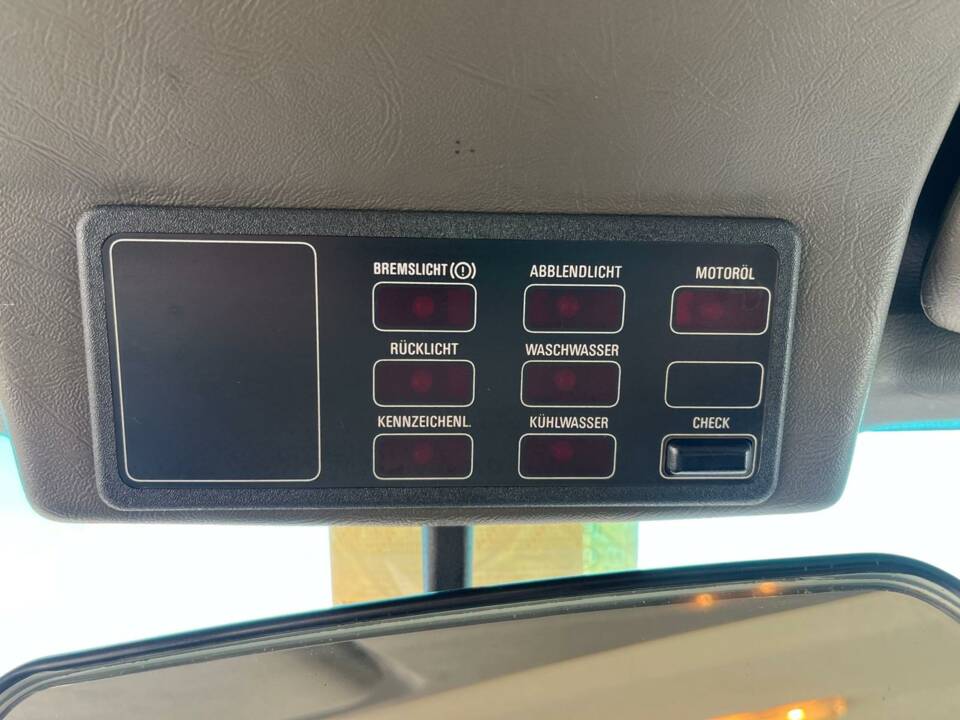 BREMSLICHT (!)
ABBLENDLICHT
MOTORÖL
RÜCKLICHT
WASCHWASSER
KENNZEICHENL.
KÜHLWASSER
CHECK